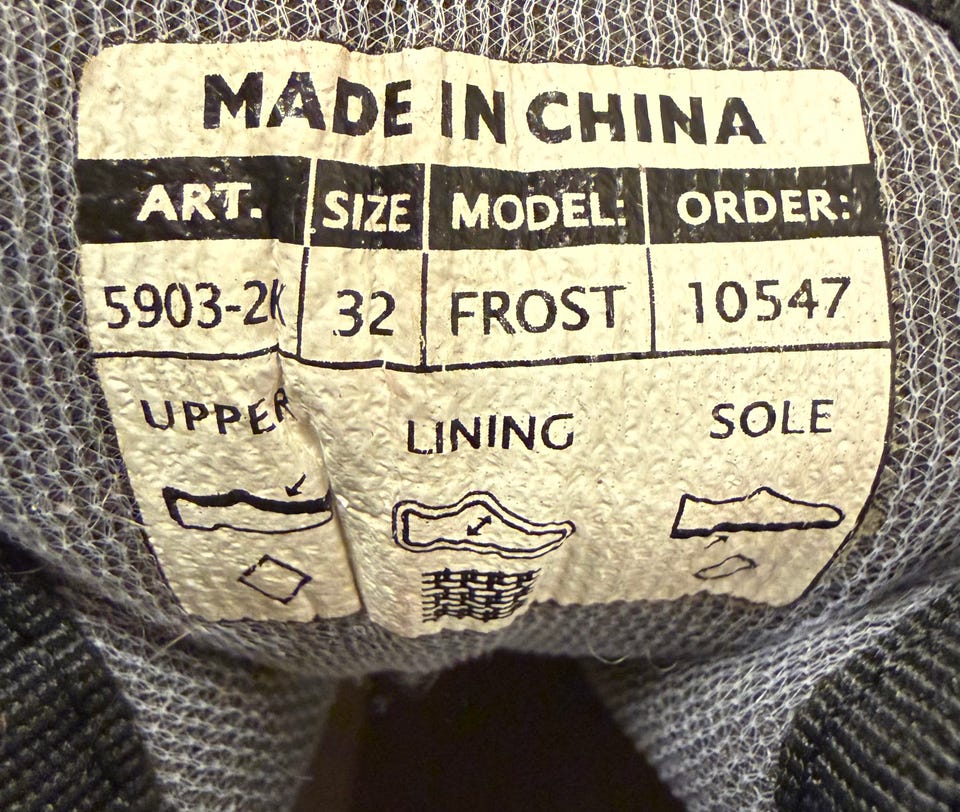 MADE IN CHINA
ART. SIZE MODEL: ORDER:
5903-2K 32 FROST 10547
UPPER LINING SOLE